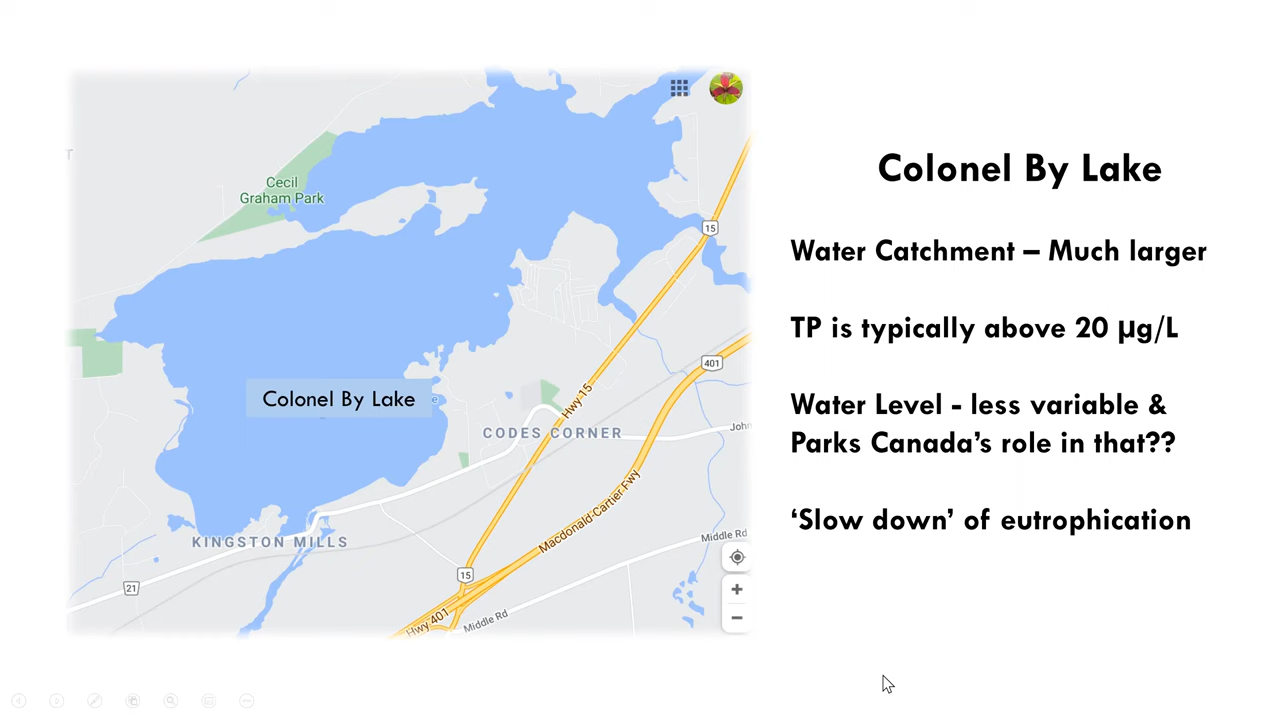 Cecil
Graham Park
15
401
Hwy 15
Colonel By Lake
CODES CORNER
John
Macdonald-Cartier Fwy
KINGSTON MILLS
Middle Rd
21
15
Hwy 401
Middle Rd
Colonel By Lake
Water Catchment – Much larger
TP is typically above 20 µg/L
Water Level - less variable &
Parks Canada’s role in that??
‘Slow down’ of eutrophication